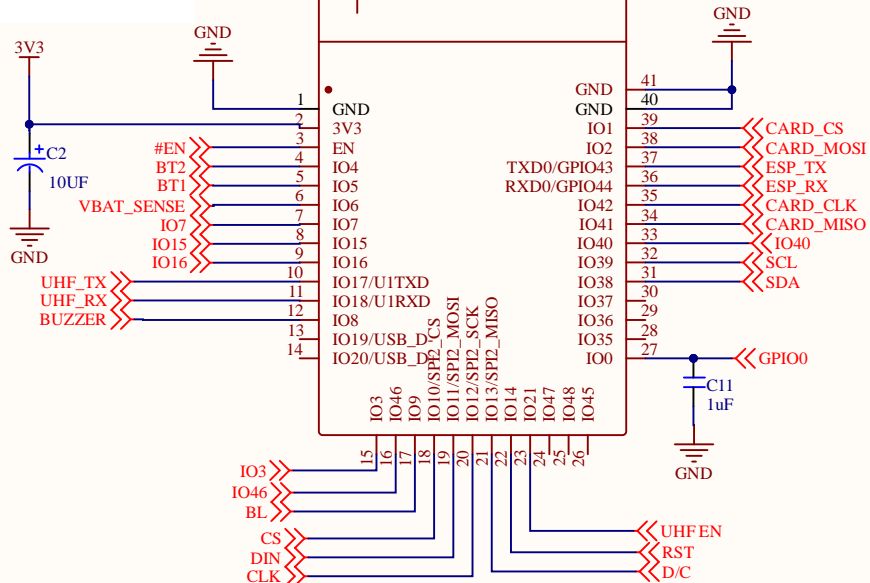 GND
GND
3V3
GND 41
1 GND
GND 40
2 3V3
IO1 39 CARD_CS
#EN 3 EN
IO2 38 CARD_MOSI
+ C2
BT2 4 IO4
TXD0/GPIO43 37 ESP_TX
10UF
BT1 5 IO5
RXD0/GPIO44 36 ESP_RX
VBAT_SENSE 6 IO6
IO42 35 CARD_CLK
IO7 7 IO7
IO41 34 CARD_MISO
IO15 8 IO15
IO40 33 IO40
GND
IO16 9 IO16
IO39 32 SCL
UHF_TX 10 IO17/U1TXD
IO38 31 SDA
UHF_RX 11 IO18/U1RXD
IO37 30
BUZZER 12 IO8
IO36 29
13 IO19/USB_D-
IO35 28
14 IO20/USB_D+
IO0 27 GPIO0
C11
1uF
GND
IO3
IO46
IO9
IO10/SPI2_CS
IO11/SPI2_MOSI
IO12/SPI2_SCK
IO13/SPI2_MISO
IO14
IO21
IO47
IO48
IO45
15
16
17
18
19
20
21
22
23
24
25
26
IO3
IO46
BL
CS
DIN
CLK
UHF EN
RST
D/C